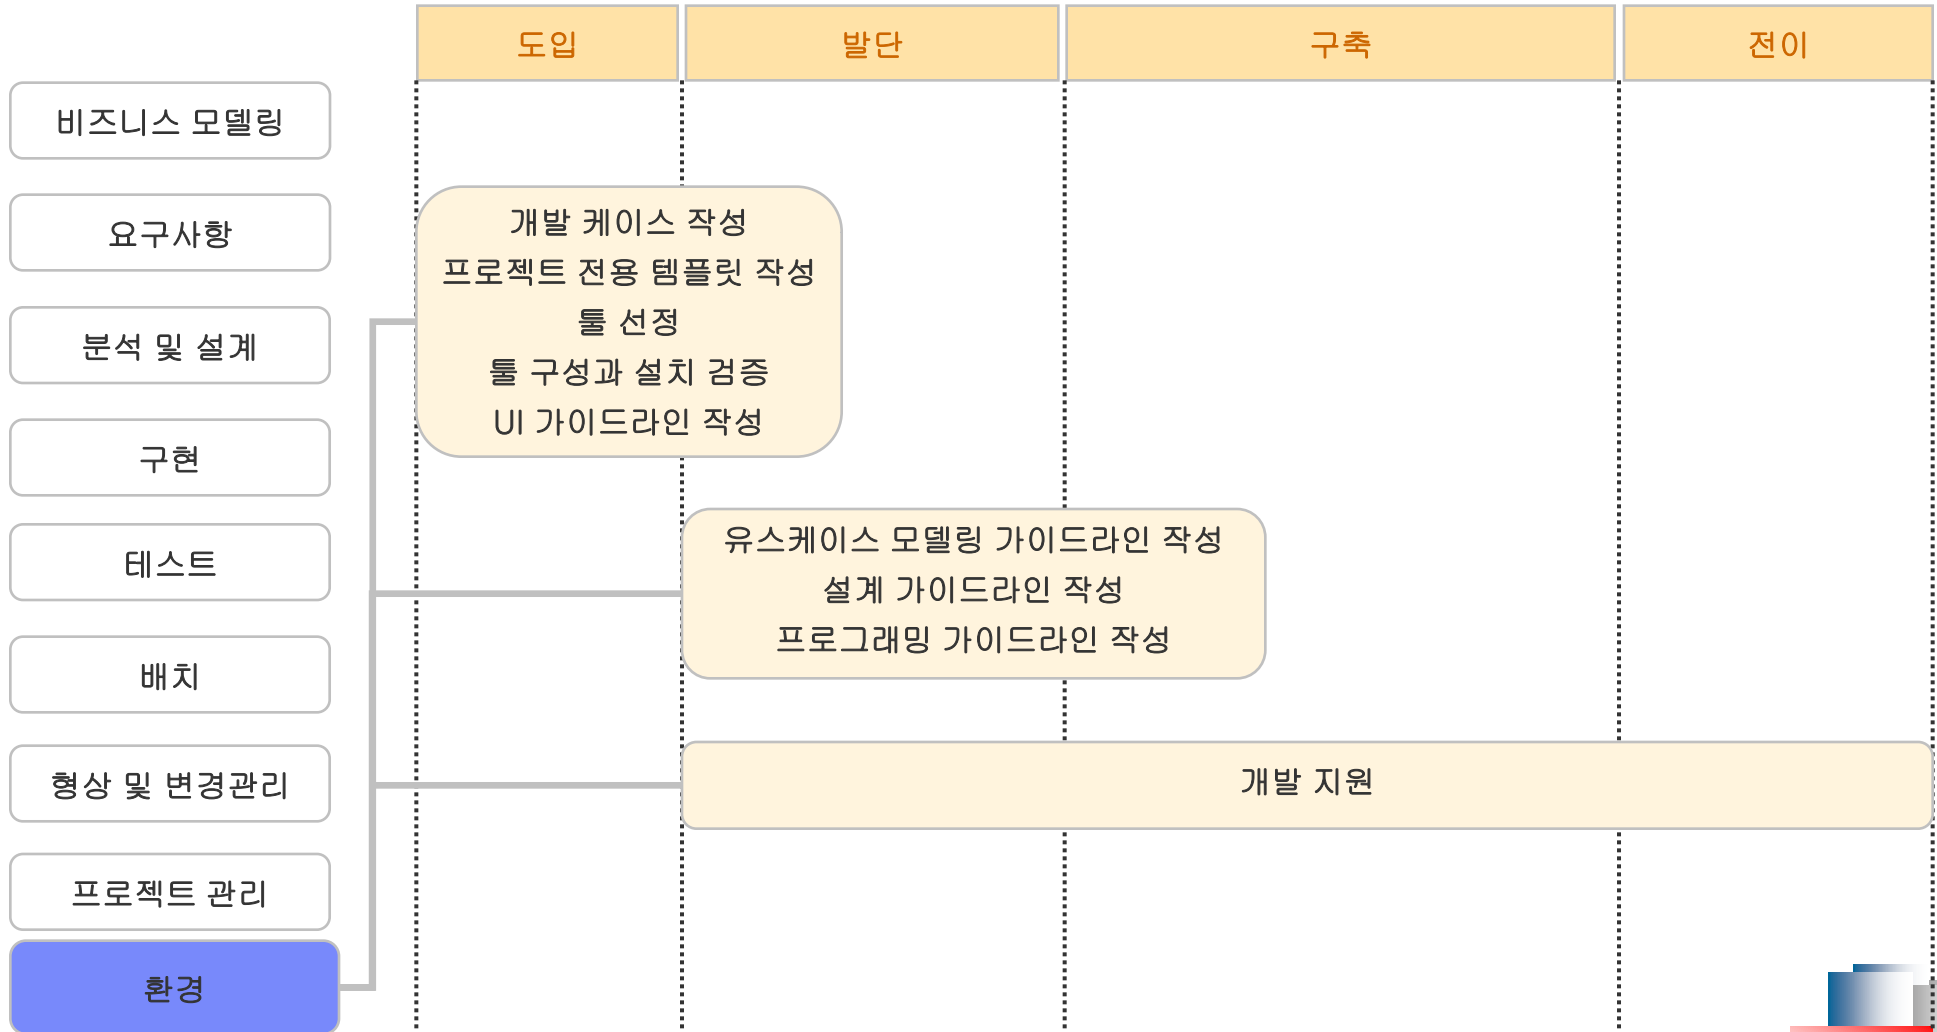 도입
발단
구축
전이
비즈니스 모델링
요구사항
분석 및 설계
구현
테스트
배치
형상 및 변경관리
프로젝트 관리
환경
개발 케이스 작성
프로젝트 전용 템플릿 작성
툴 선정
툴 구성과 설치 검증
UI 가이드라인 작성
유스케이스 모델링 가이드라인 작성
설계 가이드라인 작성
프로그래밍 가이드라인 작성
개발 지원